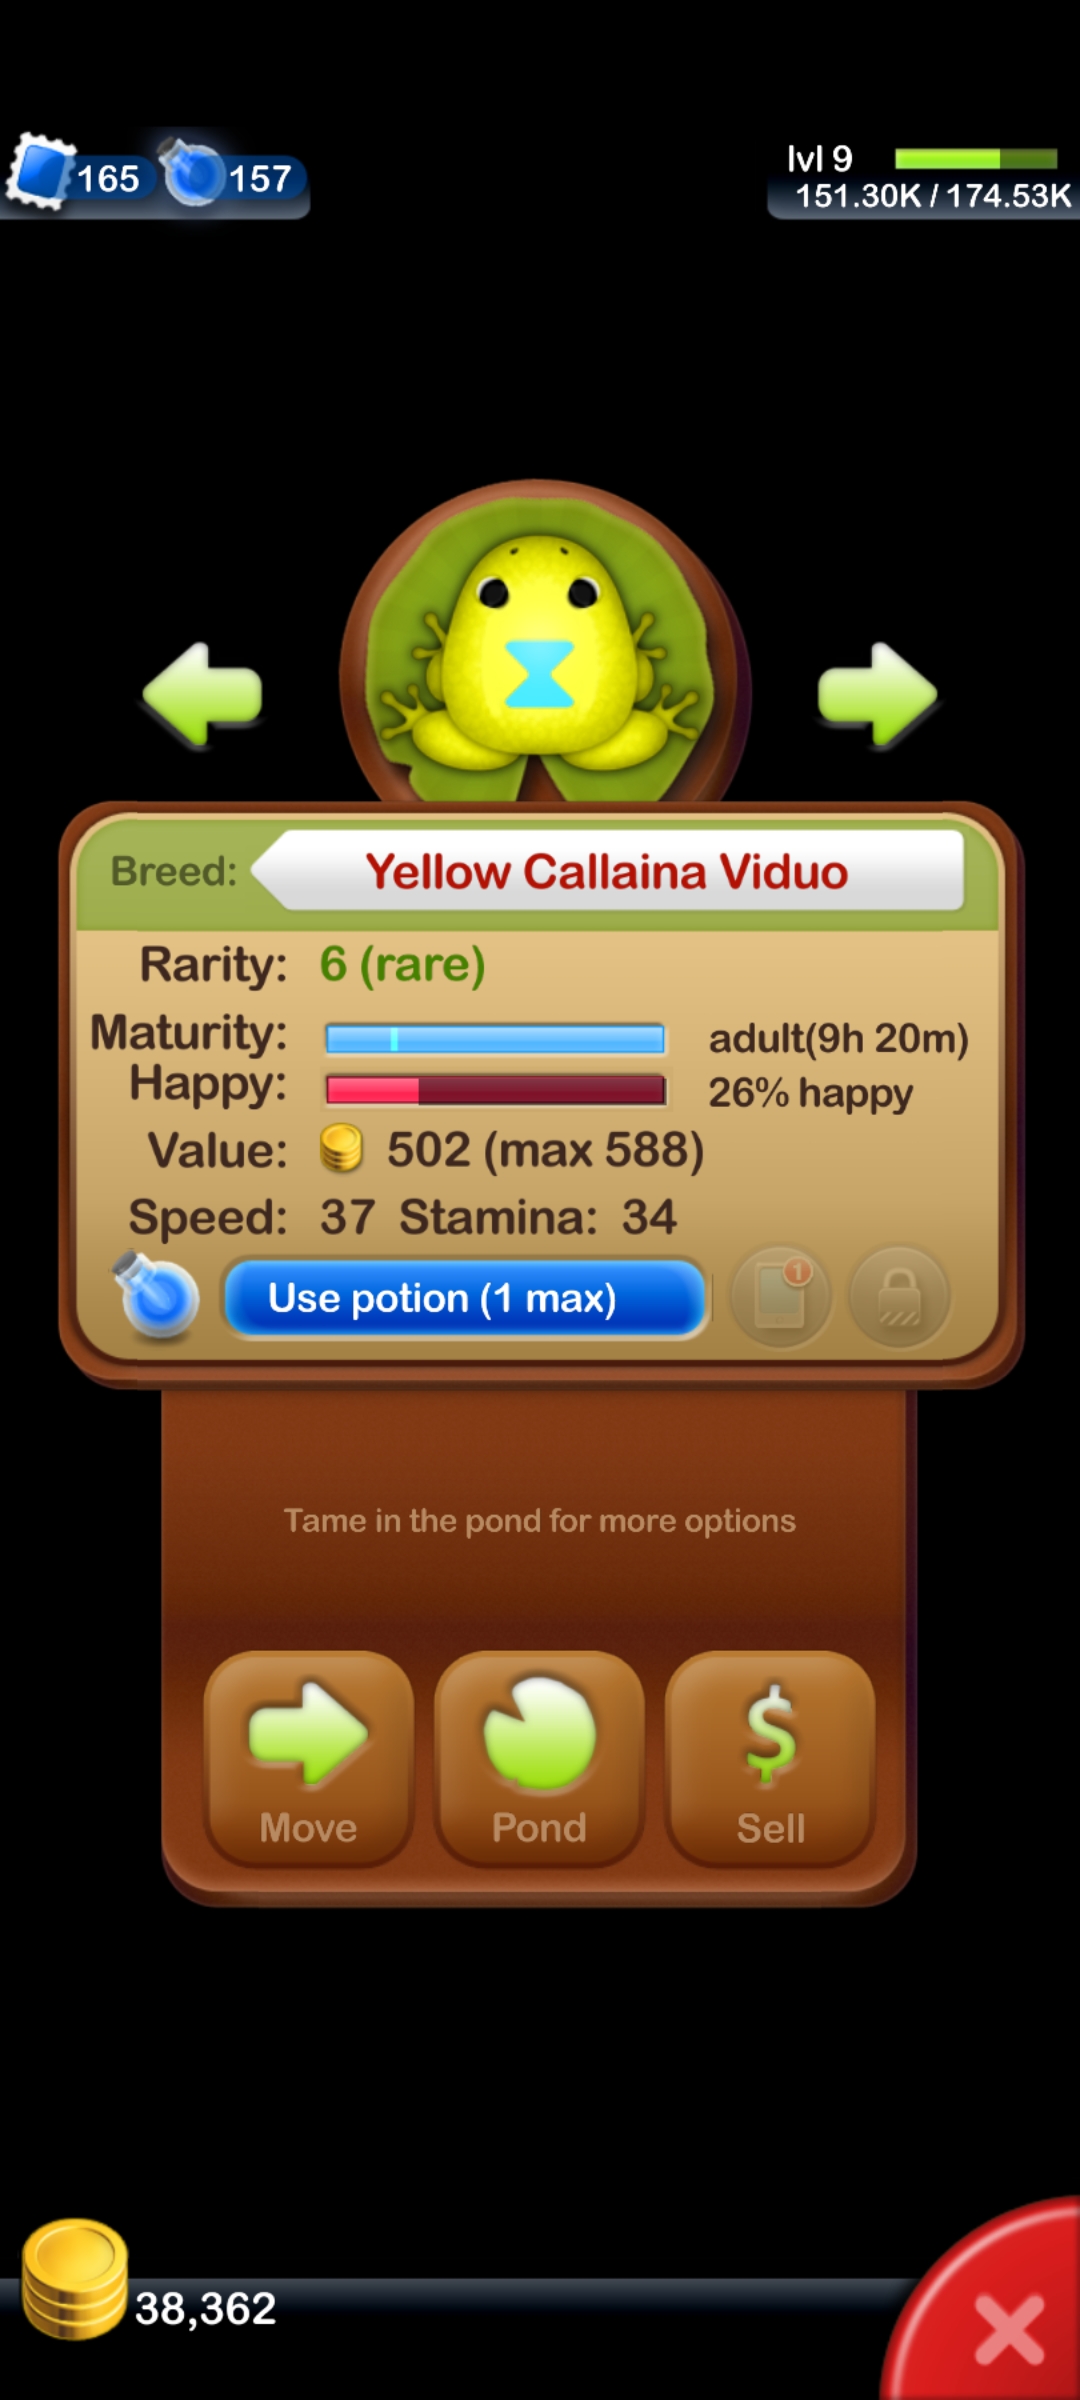 165 157
lvl 9
151.30K / 174.53K
Breed: Yellow Callaina Viduo
Rarity: 6 (rare)
Maturity: adult(9h 20m)
Happy: 26% happy
Value: 502 (max 588)
Speed: 37 Stamina: 34
Use potion (1 max)
1
Tame in the pond for more options
$
Move Pond Sell
38,362